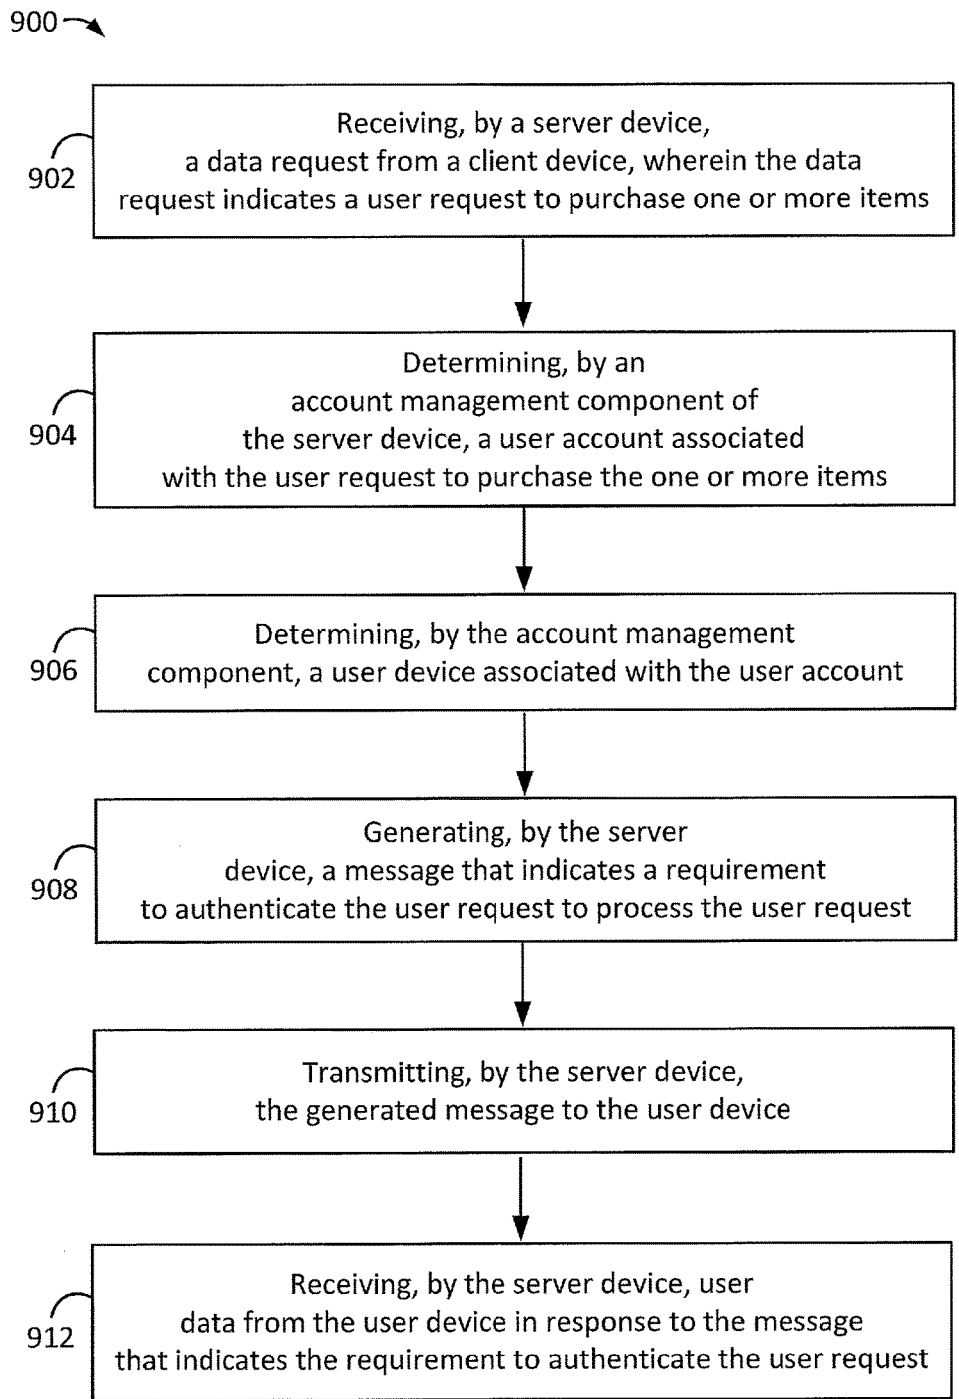 900
Receiving, by a server device,
a data request from a client device, wherein the data
request indicates a user request to purchase one or more items
902
Determining, by an
account management component of
the server device, a user account associated
with the user request to purchase the one or more items
904
Determining, by the account management
component, a user device associated with the user account
906
Generating, by the server
device, a message that indicates a requirement
to authenticate the user request to process the user request
908
Transmitting, by the server device,
the generated message to the user device
910
Receiving, by the server device, user
data from the user device in response to the message
that indicates the requirement to authenticate the user request
912